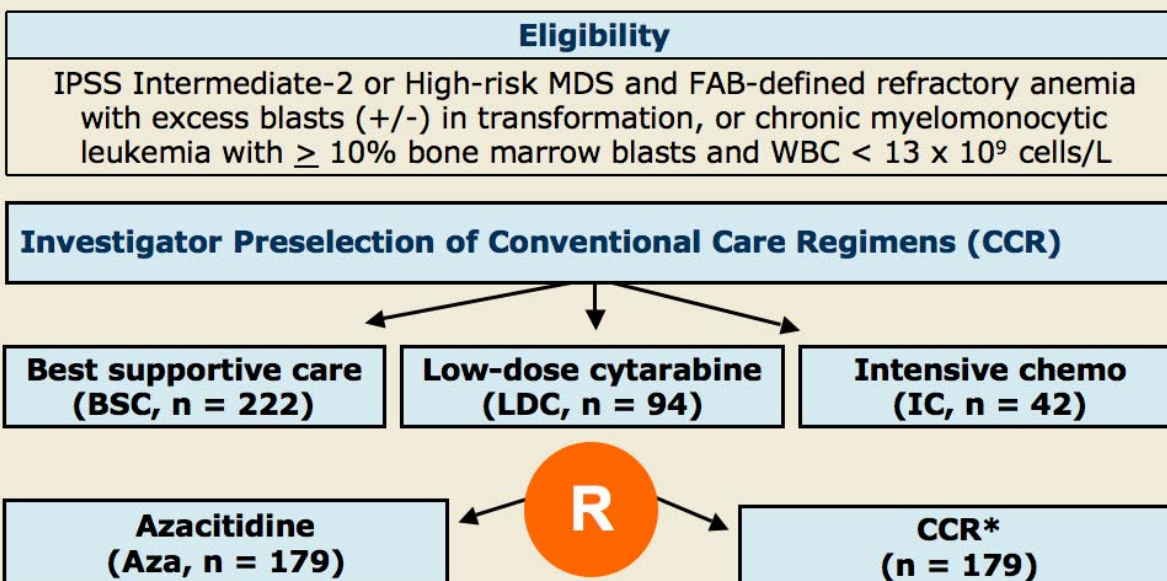 Eligibility
IPSS Intermediate-2 or High-risk MDS and FAB-defined refractory anemia
with excess blasts (+/-) in transformation, or chronic myelomonocytic
leukemia with ≥ 10% bone marrow blasts and WBC < 13 x 10⁹ cells/L
Investigator Preselection of Conventional Care Regimens (CCR)
Best supportive care
(BSC, n = 222)
Low-dose cytarabine
(LDC, n = 94)
Intensive chemo
(IC, n = 42)
R
Azacitidine
(Aza, n = 179)
CCR*
(n = 179)